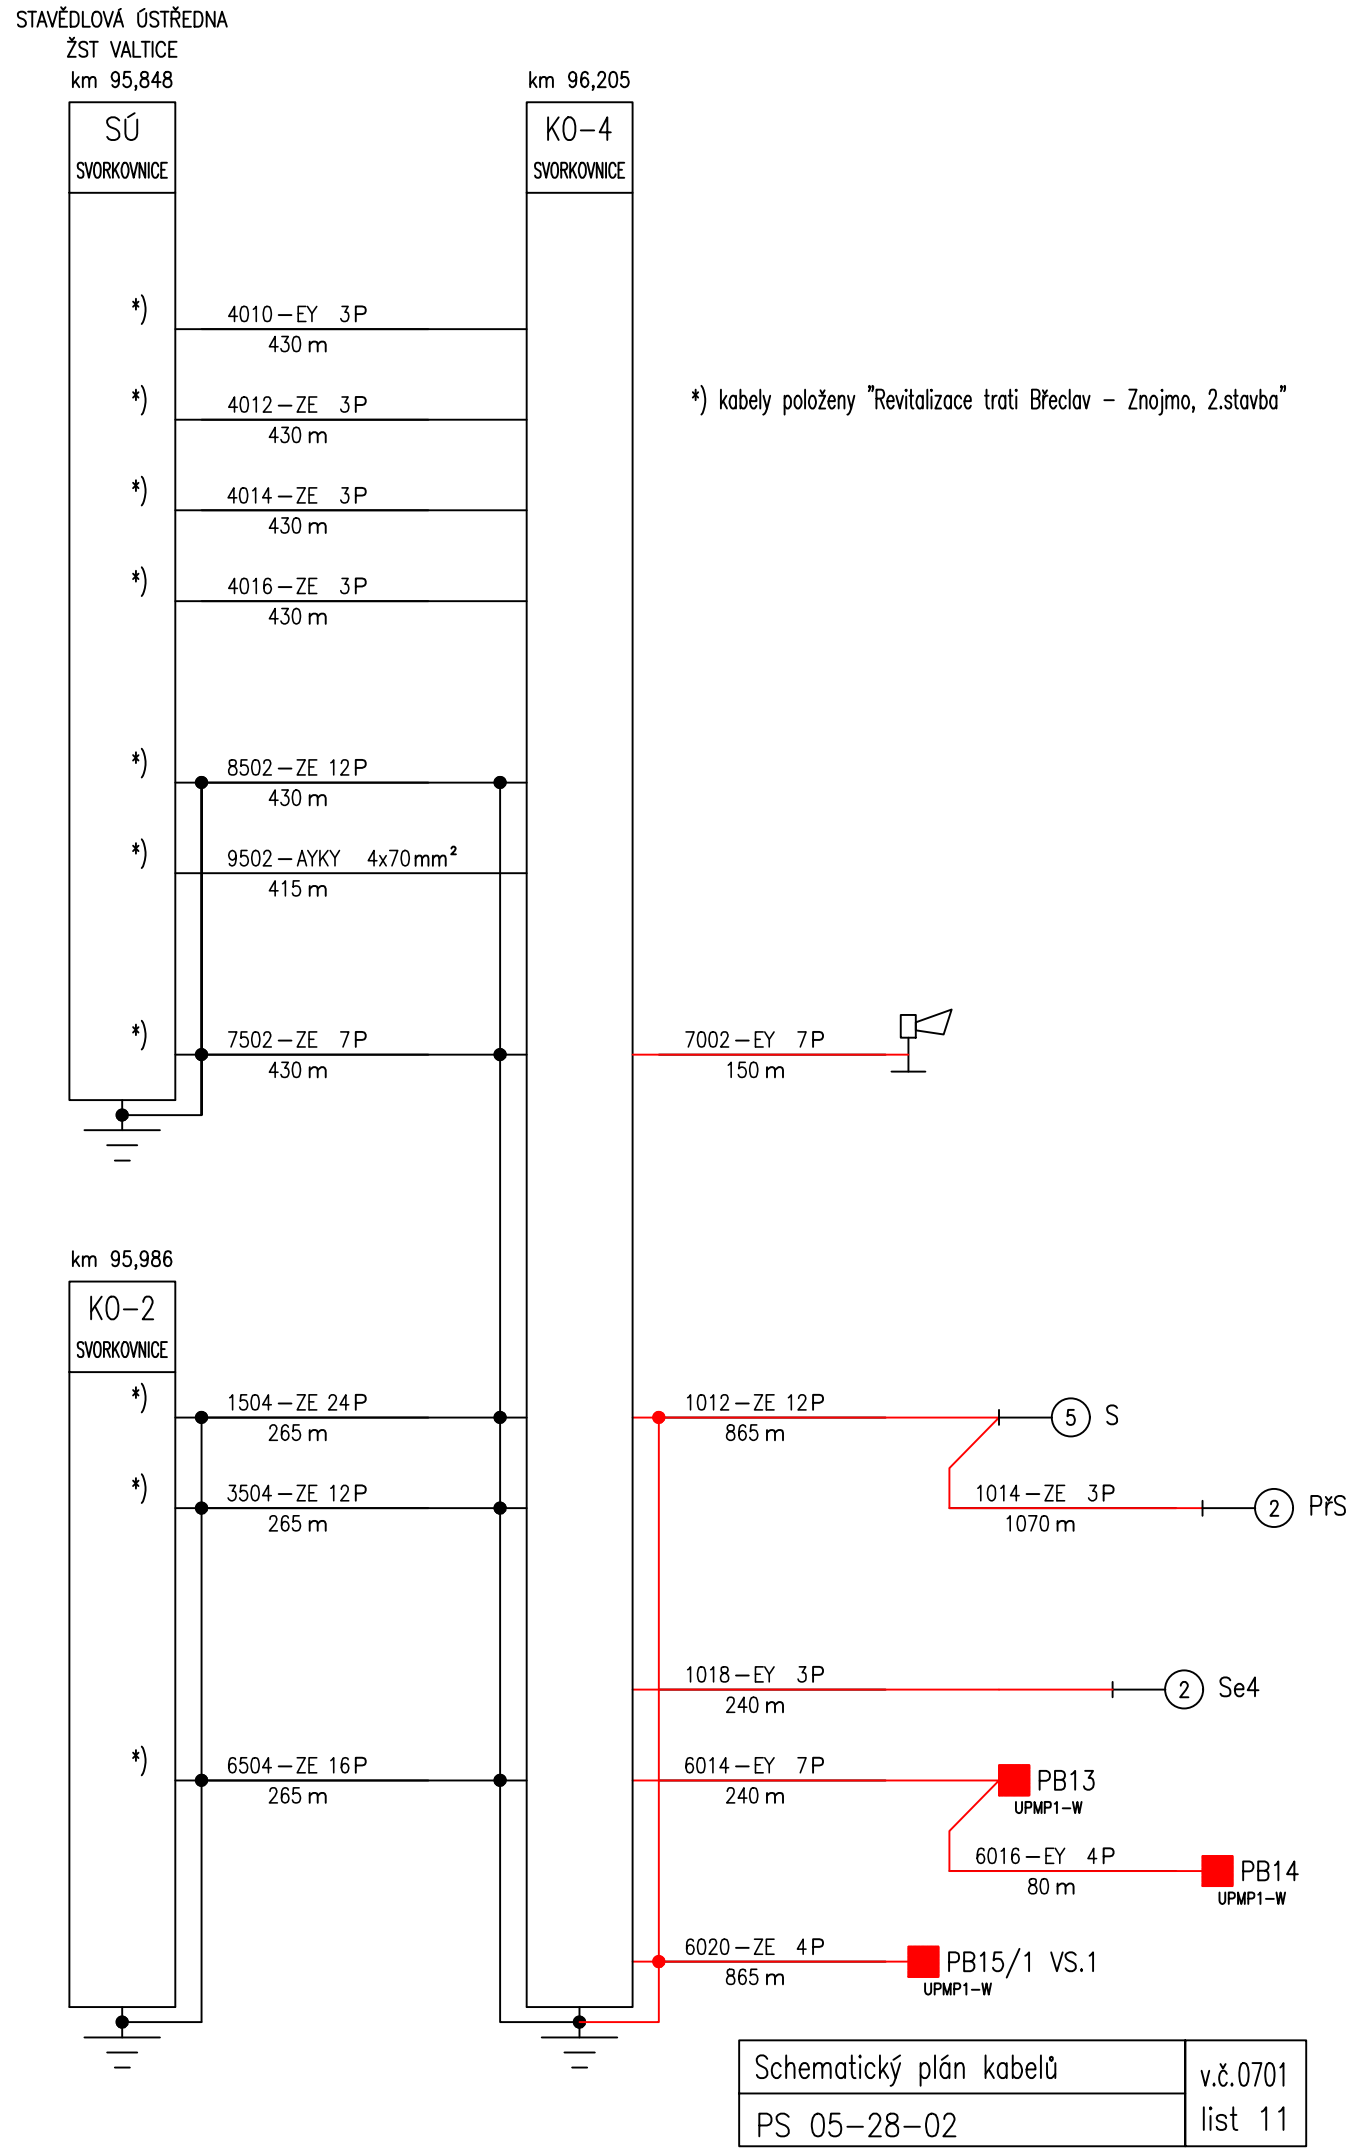 STAVĚDLOVÁ ÚSTŘEDNA
ŽST VALTICE
km 95,848
SÚ
SVORKOVNICE
km 96,205
KO-4
SVORKOVNICE
*) 4010-EY 3P
430 m
*) 4012-ZE 3P
430 m
*) kabely položeny "Revitalizace trati Břeclav - Znojmo, 2.stavba"
*) 4014-ZE 3P
430 m
*) 4016-ZE 3P
430 m
*) 8502-ZE 12P
430 m
*) 9502-AYKY 4x70mm²
415 m
*) 7502-ZE 7P
430 m
7002-EY 7P
150 m
km 95,986
KO-2
SVORKOVNICE
*) 1504-ZE 24P
265 m
1012-ZE 12P
865 m
5 S
*) 3504-ZE 12P
265 m
1014-ZE 3P
1070 m
2 PřS
1018-EY 3P
240 m
2 Se4
*) 6504-ZE 16P
265 m
6014-EY 7P
240 m
PB13
UPMP1-W
6016-EY 4P
80 m
PB14
UPMP1-W
6020-ZE 4P
865 m
PB15/1 VS.1
UPMP1-W
Schematický plán kabelů
PS 05-28-02
v.č.0701
list 11